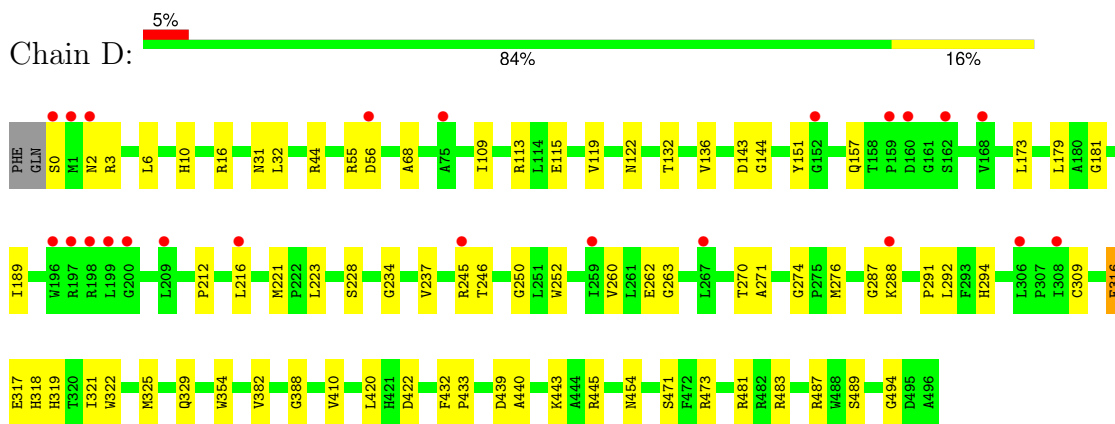 5%
Chain D:
84% 16%
PHE GLN S0 M1 N2 R3 L6 H10 R16 N31 L32 R44 R55 D56 A68 A75 I109 R113 L114 E115 V119 N122 T132 V136 D143 G144 Y151 G152 Q157 T158 P159 D160 G161 S162 V168 L173 L179 A180 G181
I189 W196 R197 R198 L199 G200 L209 P212 L216 M221 P222 L223 S228 G234 V237 R245 T246 G250 L251 W252 I259 V260 L261 E262 G263 L267 T270 A271 G274 P275 M276 G287 K288 P291 L292 F293 H294 L306 P307 I308 C309
E317 H318 H319 T320 I321 W322 M325 Q329 W354 V382 G388 V410 L420 H421 D422 F432 P433 D439 A440 K443 A444 R445 N454 S471 F472 R473 R481 R482 R483 R487 W488 S489 G494 D495 A496